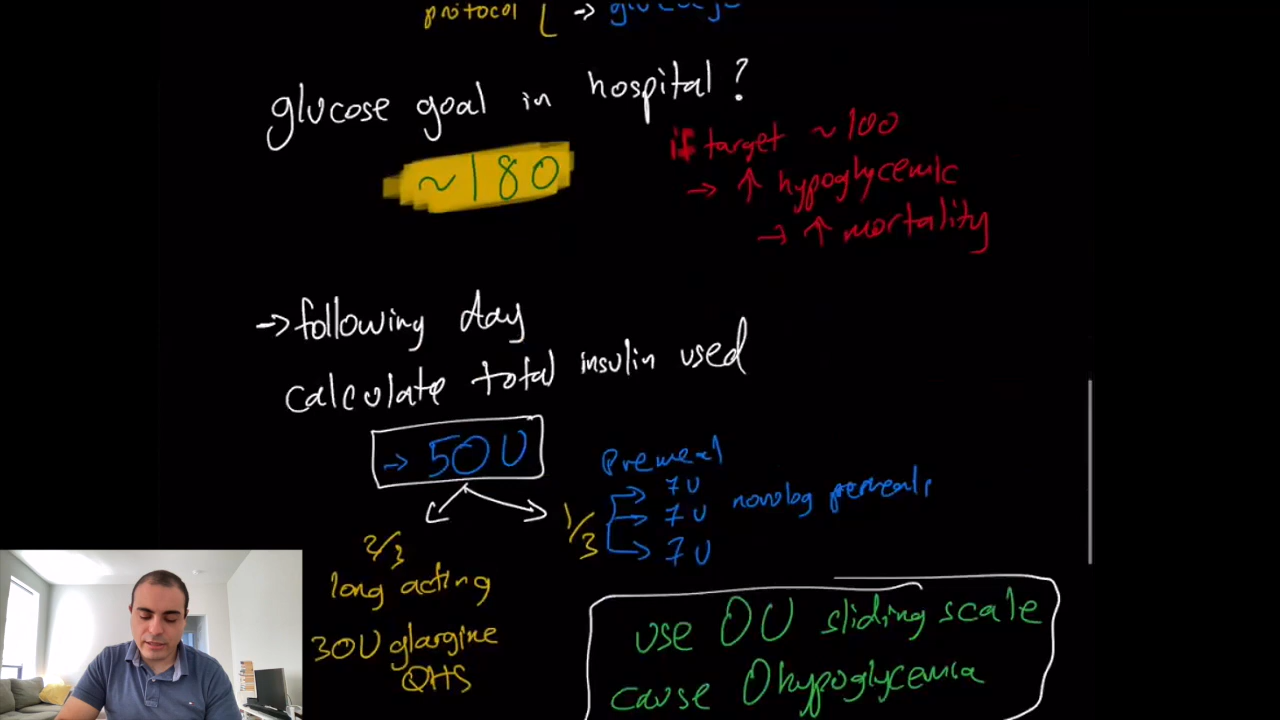 protocol [ →
glucose goal in hospital?
~180
if target ~100
→ ↑ hypoglycemic
→ ↑ mortality
→ following day
calculate total insulin used
→ 50U
2/3
long acting
30U glargine
QHS
1/3
Premeal
→ 7U
→ 7U novolog premeals
→ 7U
use 0U sliding scale
cause 0 hypoglycemia